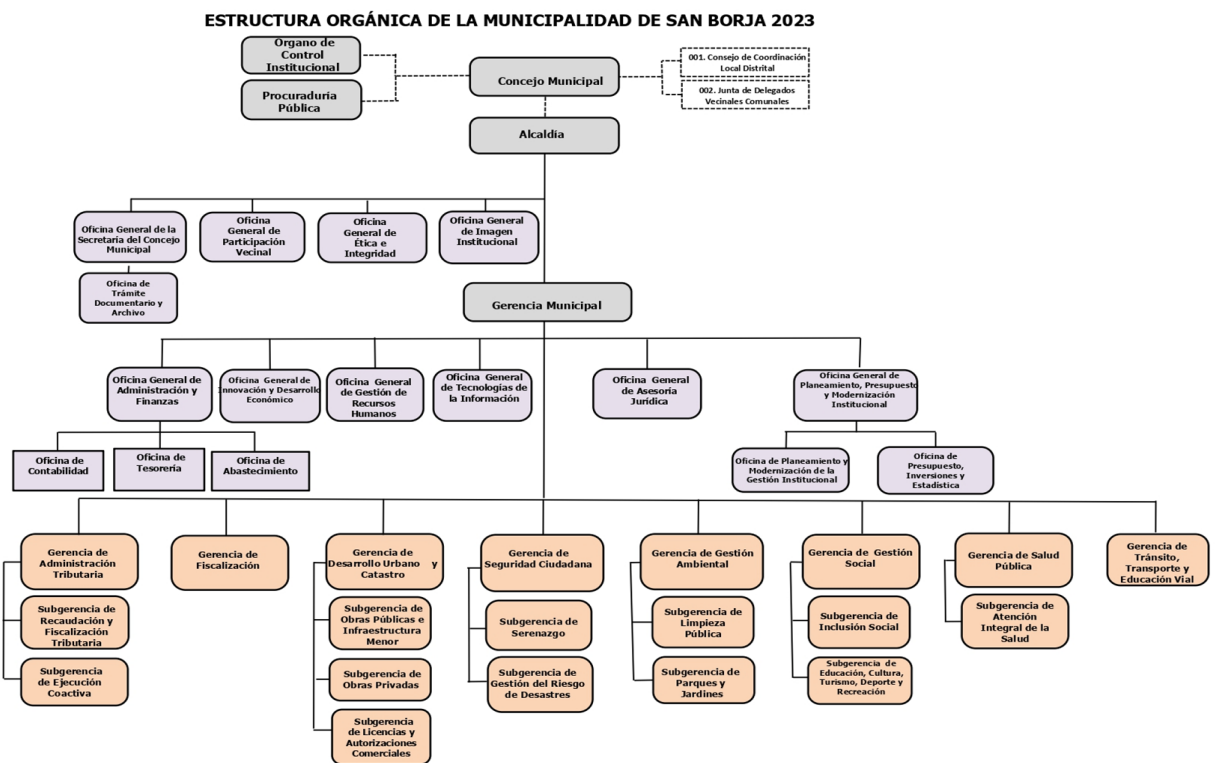 ESTRUCTURA ORGÁNICA DE LA MUNICIPALIDAD DE SAN BORJA 2023
Organo de
Control
Institucional
Procuraduría
Pública
Concejo Municipal
001. Consejo de Coordinación
Local Distrital
002. Junta de Delegados
Vecinales Comunales
Alcaldía
Oficina General de la
Secretaría del Concejo
Municipal
Oficina
General de
Participación
Vecinal
Oficina
General de
Ética e
Integridad
Oficina General
de Imagen
Institucional
Oficina de
Trámite
Documentario y
Archivo
Gerencia Municipal
Oficina General de
Administración y
Finanzas
Oficina General de
Innovación y Desarrollo
Económico
Oficina General
de Gestión de
Recursos
Humanos
Oficina General
de Tecnologías de
la Información
Oficina General
de Asesoría
Jurídica
Oficina General de
Planeamiento, Presupuesto
y Modernización
Institucional
Oficina de
Contabilidad
Oficina de
Tesorería
Oficina de
Abastecimiento
Oficina de Planeamiento y
Modernización de la
Gestión Institucional
Oficina de
Presupuesto,
Inversiones y
Estadística
Gerencia de
Administración
Tributaria
Gerencia de
Fiscalización
Gerencia de
Desarrollo Urbano y
Catastro
Gerencia de
Seguridad Ciudadana
Gerencia de Gestión
Ambiental
Gerencia de Gestión
Social
Gerencia de Salud
Pública
Gerencia de
Tránsito,
Transporte y
Educación Vial
Subgerencia de
Recaudación y
Fiscalización
Tributaria
Subgerencia de
Obras Públicas e
Infraestructura
Menor
Subgerencia de
Serenazgo
Subgerencia de
Limpieza
Pública
Subgerencia de
Inclusión Social
Subgerencia de
Atención
Integral de la
Salud
Subgerencia
de Ejecución
Coactiva
Subgerencia de
Obras Privadas
Subgerencia de
Gestión del Riesgo
de Desastres
Subgerencia de
Parques y
Jardines
Subgerencia de
Educación, Cultura,
Turismo, Deporte y
Recreación
Subgerencia
de Licencias y
Autorizaciones
Comerciales